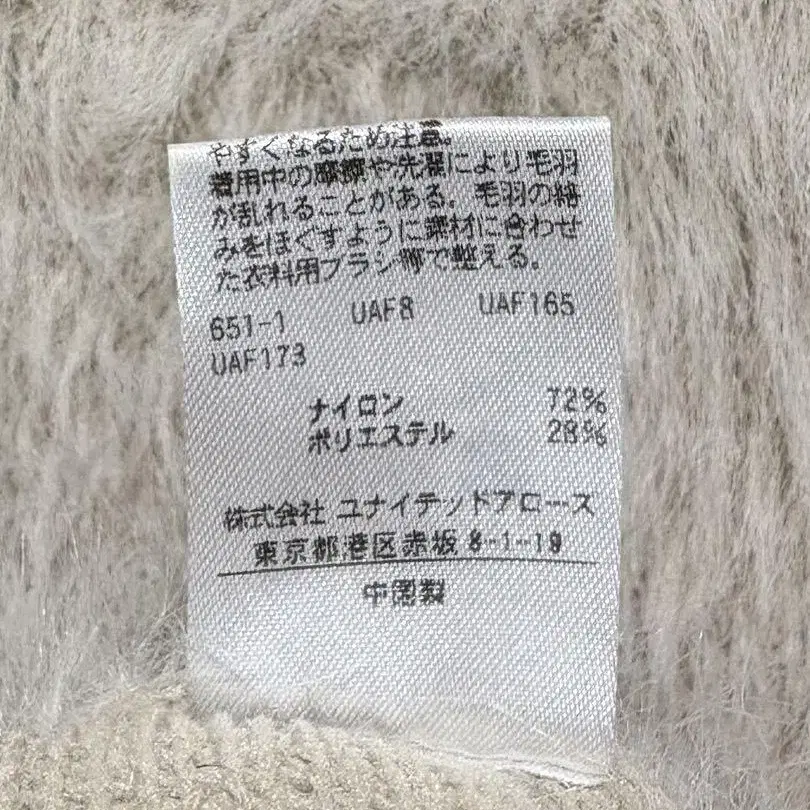 やすくなるため注意。
着用中の摩擦や洗濯により毛羽
が乱れることがある。毛羽の絡
みをほぐすように素材に合わせ
た衣料用ブラシ等で整える。
651-1 UAF8 UAF165
UAF173
ナイロン 72%
ポリエステル 28%
株式会社 ユナイテッドアローズ
東京都港区赤坂 8-1-19
中国製